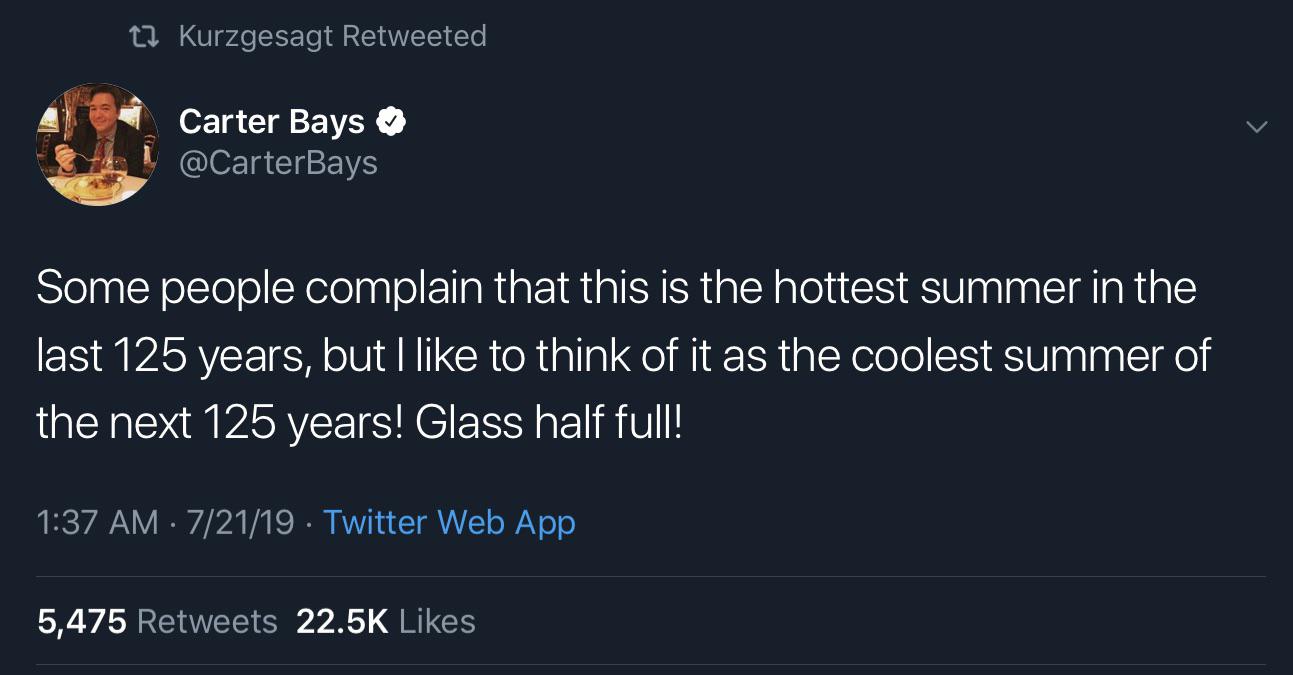 Kurzgesagt Retweeted
Carter Bays
@CarterBays
Some people complain that this is the hottest summer in the
last 125 years, but I like to think of it as the coolest summer of
the next 125 years! Glass half full!
1:37 AM · 7/21/19 · Twitter Web App
5,475 Retweets 22.5K Likes